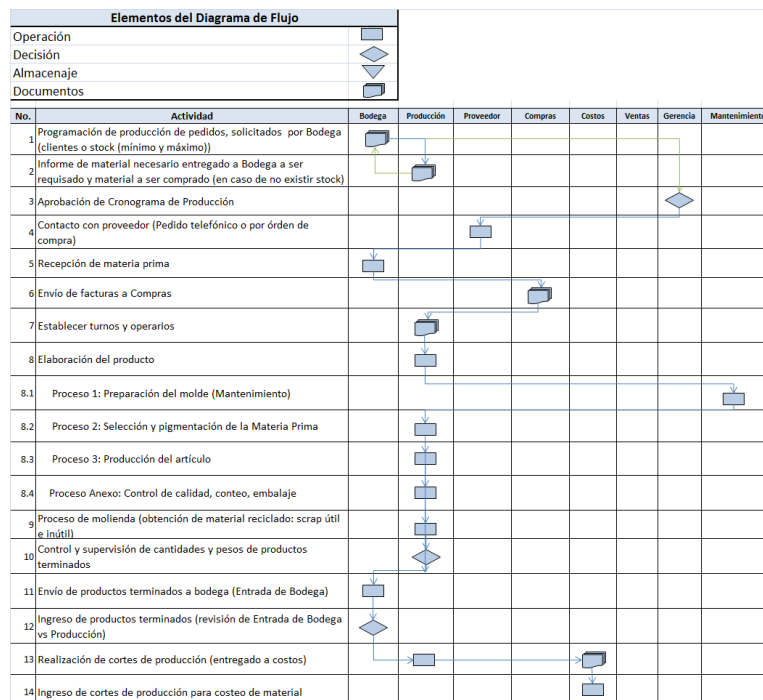 Elementos del Diagrama de Flujo
Operación
Decisión
Almacenaje
Documentos
No. Actividad Bodega Producción Proveedor Compras Costos Ventas Gerencia Mantenimiento
1 Programación de producción de pedidos, solicitados por Bodega
(clientes o stock (mínimo y máximo))
2 Informe de material necesario entregado a Bodega a ser
requisado y material a ser comprado (en caso de no existir stock)
3 Aprobación de Cronograma de Producción
4 Contacto con proveedor (Pedido telefónico o por órden de
compra)
5 Recepción de materia prima
6 Envío de facturas a Compras
7 Establecer turnos y operarios
8 Elaboración del producto
8.1 Proceso 1: Preparación del molde (Mantenimiento)
8.2 Proceso 2: Selección y pigmentación de la Materia Prima
8.3 Proceso 3: Producción del artículo
8.4 Proceso Anexo: Control de calidad, conteo, embalaje
9 Proceso de molienda (obtención de material reciclado: scrap útil
e inútil)
10 Control y supervisión de cantidades y pesos de productos
terminados
11 Envío de productos terminados a bodega (Entrada de Bodega)
12 Ingreso de productos terminados (revisión de Entrada de Bodega
vs Producción)
13 Realización de cortes de producción (entregado a costos)
14 Ingreso de cortes de producción para costeo de material